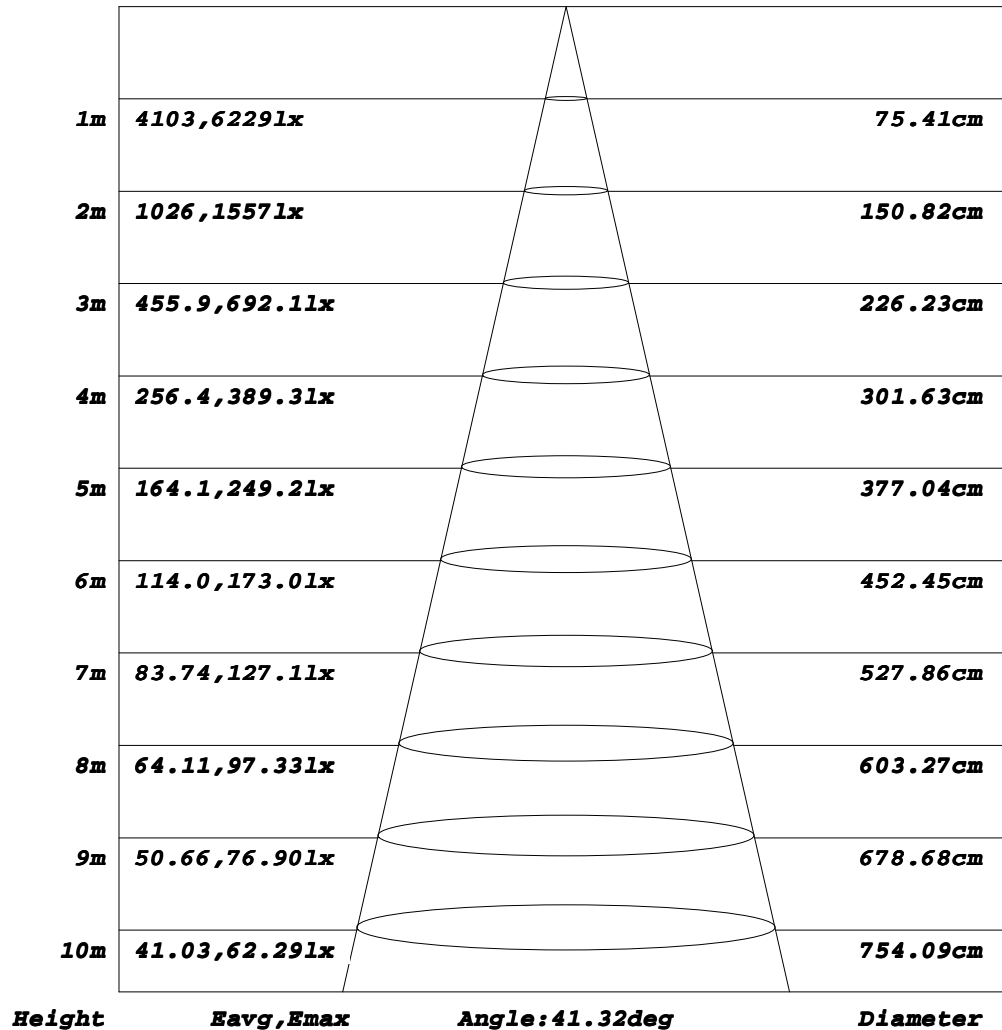 1m 4103,6229lx 75.41cm
2m 1026,1557lx 150.82cm
3m 455.9,692.1lx 226.23cm
4m 256.4,389.3lx 301.63cm
5m 164.1,249.2lx 377.04cm
6m 114.0,173.0lx 452.45cm
7m 83.74,127.1lx 527.86cm
8m 64.11,97.33lx 603.27cm
9m 50.66,76.90lx 678.68cm
10m 41.03,62.29lx 754.09cm
Height Eavg,Emax Angle:41.32deg Diameter